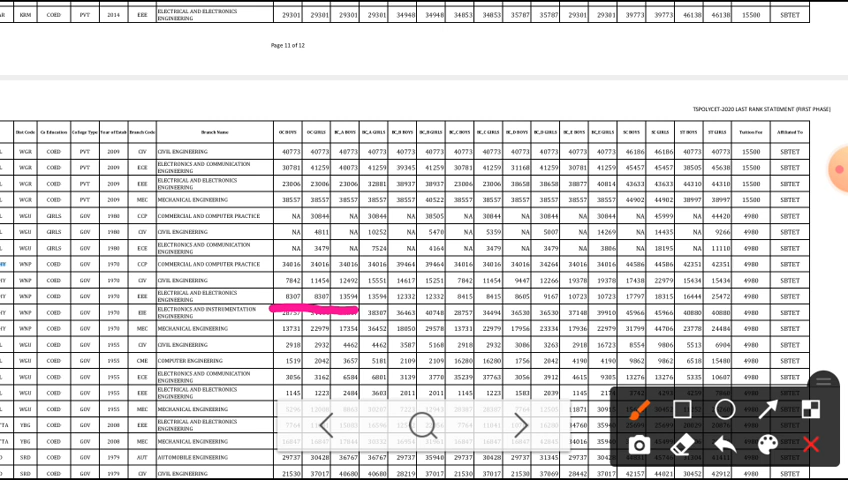 AR KRM COED PVT 2014 EEE ELECTRICAL AND ELECTRONICS ENGINEERING 29301 29301 29301 29301 34948 34948 34853 34853 35787 35787 29301 29301 39773 39773 46138 46138 15500 SBTET
Page 11 of 12
TSPOLYCET-2020 LAST RANK STATEMENT (FIRST PHASE)
Dist Code Co Education College Type Year of Estab Branch Code Branch Name OC BOYS OC GIRLS BC_A BOYS BC_A GIRLS BC_B BOYS BC_B GIRLS BC_C BOYS BC_C GIRLS BC_D BOYS BC_D GIRLS BC_E BOYS BC_E GIRLS SC BOYS SC GIRLS ST BOYS ST GIRLS Tuition Fee Affiliated To
L WGR COED PVT 2009 CIV CIVIL ENGINEERING 40773 40773 40773 40773 40773 40773 40773 40773 40773 40773 40773 40773 46186 46186 40773 40773 15500 SBTET
L WGR COED PVT 2009 ECE ELECTRONICS AND COMMUNICATION ENGINEERING 30781 41259 48073 41259 39345 41259 30781 41259 31168 41259 30781 41259 45457 45457 38505 45638 15500 SBTET
L WGR COED PVT 2009 EEE ELECTRICAL AND ELECTRONICS ENGINEERING 23006 23006 23006 32881 38937 38937 23006 23006 38658 38658 38877 40814 43633 43633 44310 44310 15500 SBTET
L WGR COED PVT 2009 MEC MECHANICAL ENGINEERING 38557 38557 38557 38557 38557 40522 38557 38557 38557 38557 38557 38557 44902 44902 38997 38997 15500 SBTET
L WGU GIRLS GOV 1980 CCP COMMERCIAL AND COMPUTER PRACTICE NA 30844 NA 30844 NA 38505 NA 30844 NA 30844 NA 30844 NA 45999 NA 44420 4980 SBTET
L WGU GIRLS GOV 1980 CIV CIVIL ENGINEERING NA 4811 NA 10252 NA 5470 NA 5359 NA 5007 NA 14269 NA 14435 NA 9266 4980 SBTET
L WGU GIRLS GOV 1980 ECE ELECTRONICS AND COMMUNICATION ENGINEERING NA 3479 NA 7524 NA 4164 NA 3479 NA 3479 NA 3806 NA 18195 NA 11110 4980 SBTET
HY WNP COED GOV 1970 CCP COMMERCIAL AND COMPUTER PRACTICE 34016 34016 34016 34016 39464 39464 34016 34016 34264 34264 34016 34016 44586 44586 42351 42351 4980 SBTET
HY WNP COED GOV 1970 CIV CIVIL ENGINEERING 7842 11454 12492 15551 14617 15251 7842 11454 9447 12266 19378 19378 17438 22979 15434 15434 4980 SBTET
HY WNP COED GOV 1970 EEE ELECTRICAL AND ELECTRONICS ENGINEERING 8307 8307 13594 13594 12332 12332 8415 8415 8605 9167 10723 10723 17797 18315 16444 25472 4980 SBTET
HY WNP COED GOV 1970 EIE ELECTRONICS AND INSTRUMENTATION ENGINEERING 38307 36463 40748 28757 34494 36530 36530 37148 39910 45966 45966 40880 40880 4980 SBTET
HY WNP COED GOV 1970 MEC MECHANICAL ENGINEERING 13731 22979 17354 36452 18050 29578 13731 22979 17956 23334 17936 22979 31799 44706 23778 24484 4980 SBTET
L WGU COED GOV 1955 CIV CIVIL ENGINEERING 2918 2932 4462 4462 3587 5168 2918 2932 3086 3263 2918 16723 8554 9806 5513 6904 4980 SBTET
L WGU COED GOV 1955 CME COMPUTER ENGINEERING 1519 2042 3657 5181 2109 2109 16280 16280 1756 2042 4190 4190 9862 9862 6518 15480 4980 SBTET
L WGU COED GOV 1955 ECE ELECTRONICS AND COMMUNICATION ENGINEERING 3056 3162 6584 6801 3139 3770 35239 37763 3056 3912 4615 9305 13276 13276 5335 10607 4980 SBTET
L WGU COED GOV 1955 EEE ELECTRICAL AND ELECTRONICS ENGINEERING 1145 1223 2484 3603 2011 2011 1145 1223 1583 2039 1145 SBTET
L WGU COED GOV 1955 MEC MECHANICAL ENGINEERING 11871 SBTET
TA YBG COED GOV 2008 EEE ELECTRICAL AND ELECTRONICS ENGINEERING 14760 SBTET
TA YBG COED GOV 2008 MEC MECHANICAL ENGINEERING 34016 SBTET
D SRD COED GOV 1979 AUT AUTOMOBILE ENGINEERING 29737 30428 36767 36767 29737 35940 29737 30428 31345 29737 SBTET
D SRD COED GOV 1979 CIV CIVIL ENGINEERING 21530 37017 40680 40680 28219 37017 21530 37017 21530 37069 28442 37017 42157 44021 30452 42912 4980 SBTET